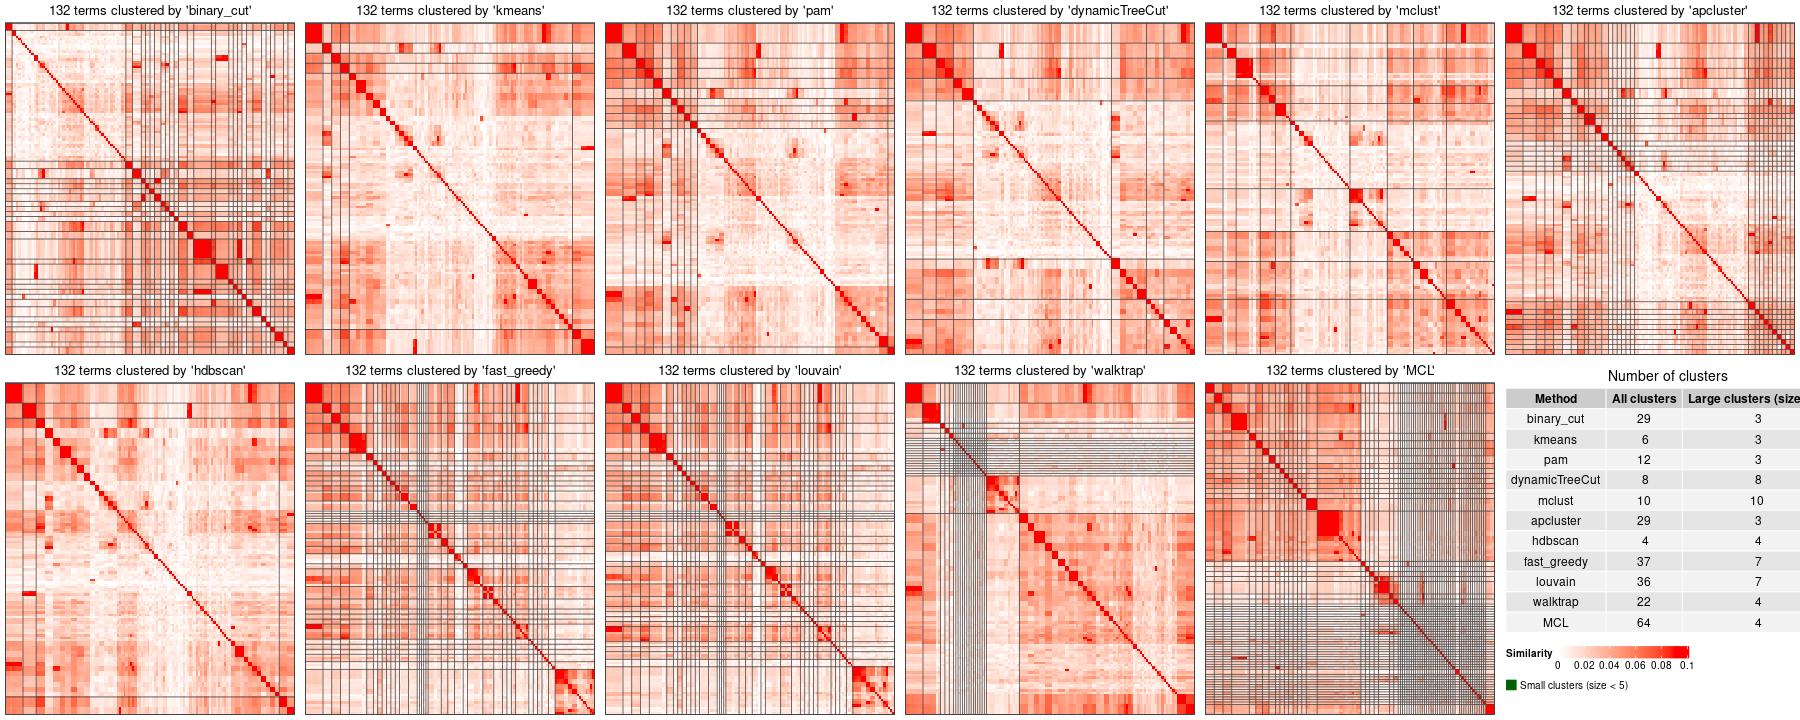 132 terms clustered by 'binary_cut'
132 terms clustered by 'kmeans'
132 terms clustered by 'pam'
132 terms clustered by 'dynamicTreeCut'
132 terms clustered by 'mclust'
132 terms clustered by 'apcluster'
132 terms clustered by 'hdbscan'
132 terms clustered by 'fast_greedy'
132 terms clustered by 'louvain'
132 terms clustered by 'walktrap'
132 terms clustered by 'MCL'
Number of clusters
Method All clusters Large clusters (size
binary_cut 29 3
kmeans 6 3
pam 12 3
dynamicTreeCut 8 8
mclust 10 10
apcluster 29 3
hdbscan 4 4
fast_greedy 37 7
louvain 36 7
walktrap 22 4
MCL 64 4
Similarity
0 0.02 0.04 0.06 0.08 0.1
Small clusters (size < 5)